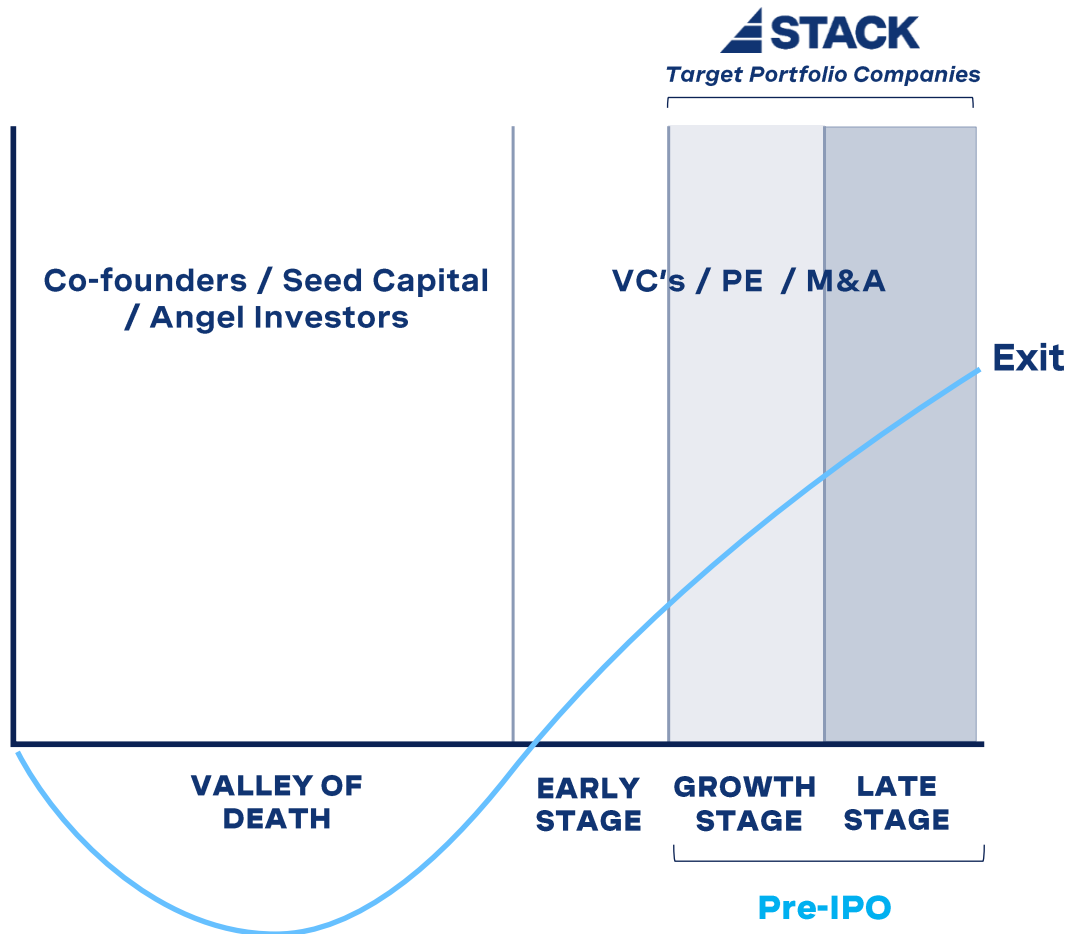 STACK
Target Portfolio Companies
Co-founders / Seed Capital
/ Angel Investors
VC's / PE / M&A
Exit
VALLEY OF
DEATH
EARLY
STAGE
GROWTH
STAGE
LATE
STAGE
Pre-IPO